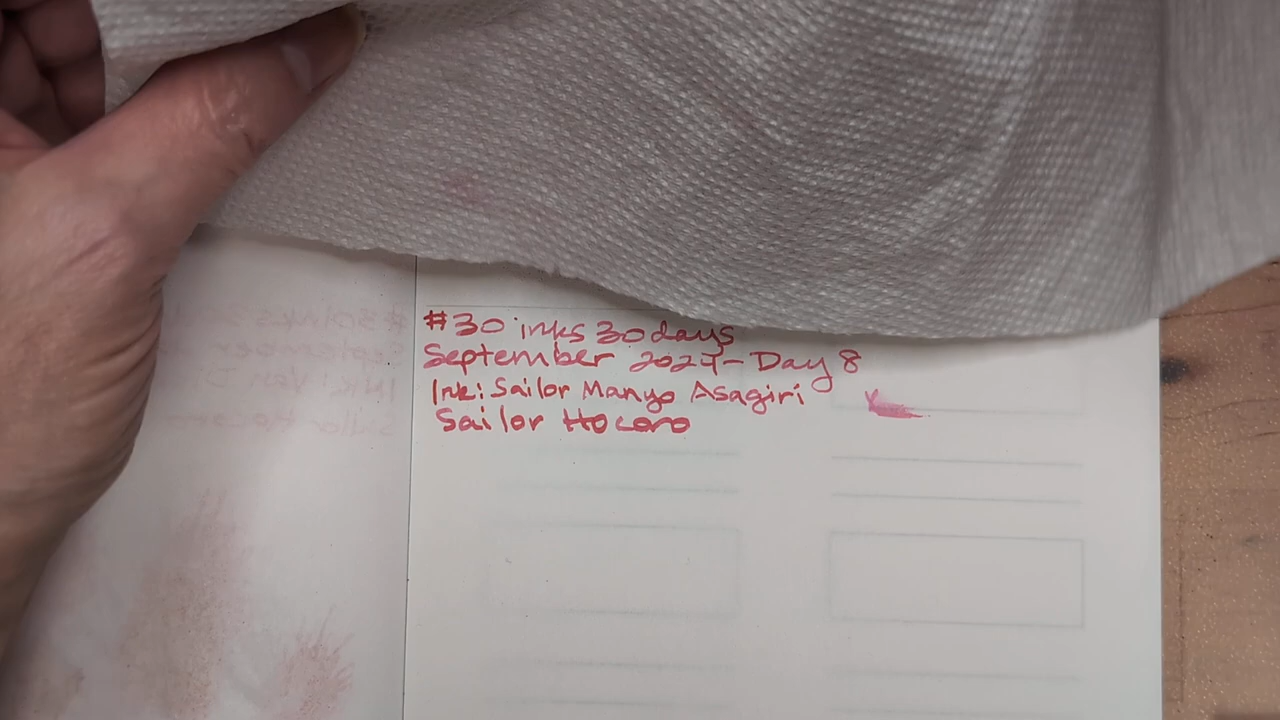 #30 inks 30 days
September 2024 - Day 8
Ink: Sailor Manyo Asagiri
Sailor Hocoro